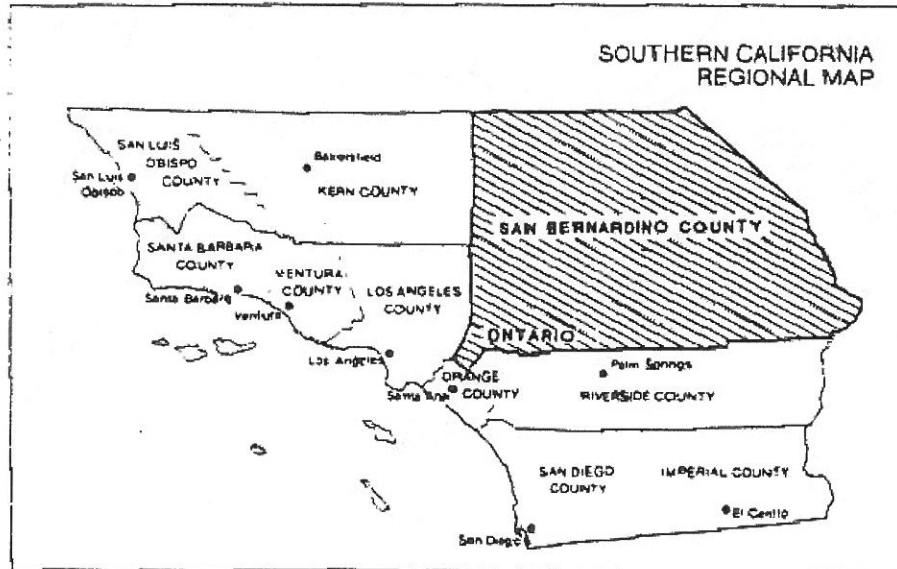 SOUTHERN CALIFORNIA
REGIONAL MAP
SAN LUIS
OBISPO
COUNTY
San Luis
Obispo
Bakersfield
KERN COUNTY
SAN BERNARDINO COUNTY
SANTA BARBARA
COUNTY
VENTURA
COUNTY
LOS ANGELES
COUNTY
Santa Barbara
Ventura
ONTARIO
Los Angeles
ORANGE
COUNTY
Santa Ana
Palm Springs
RIVERSIDE COUNTY
SAN DIEGO
COUNTY
IMPERIAL COUNTY
El Centro
San Diego